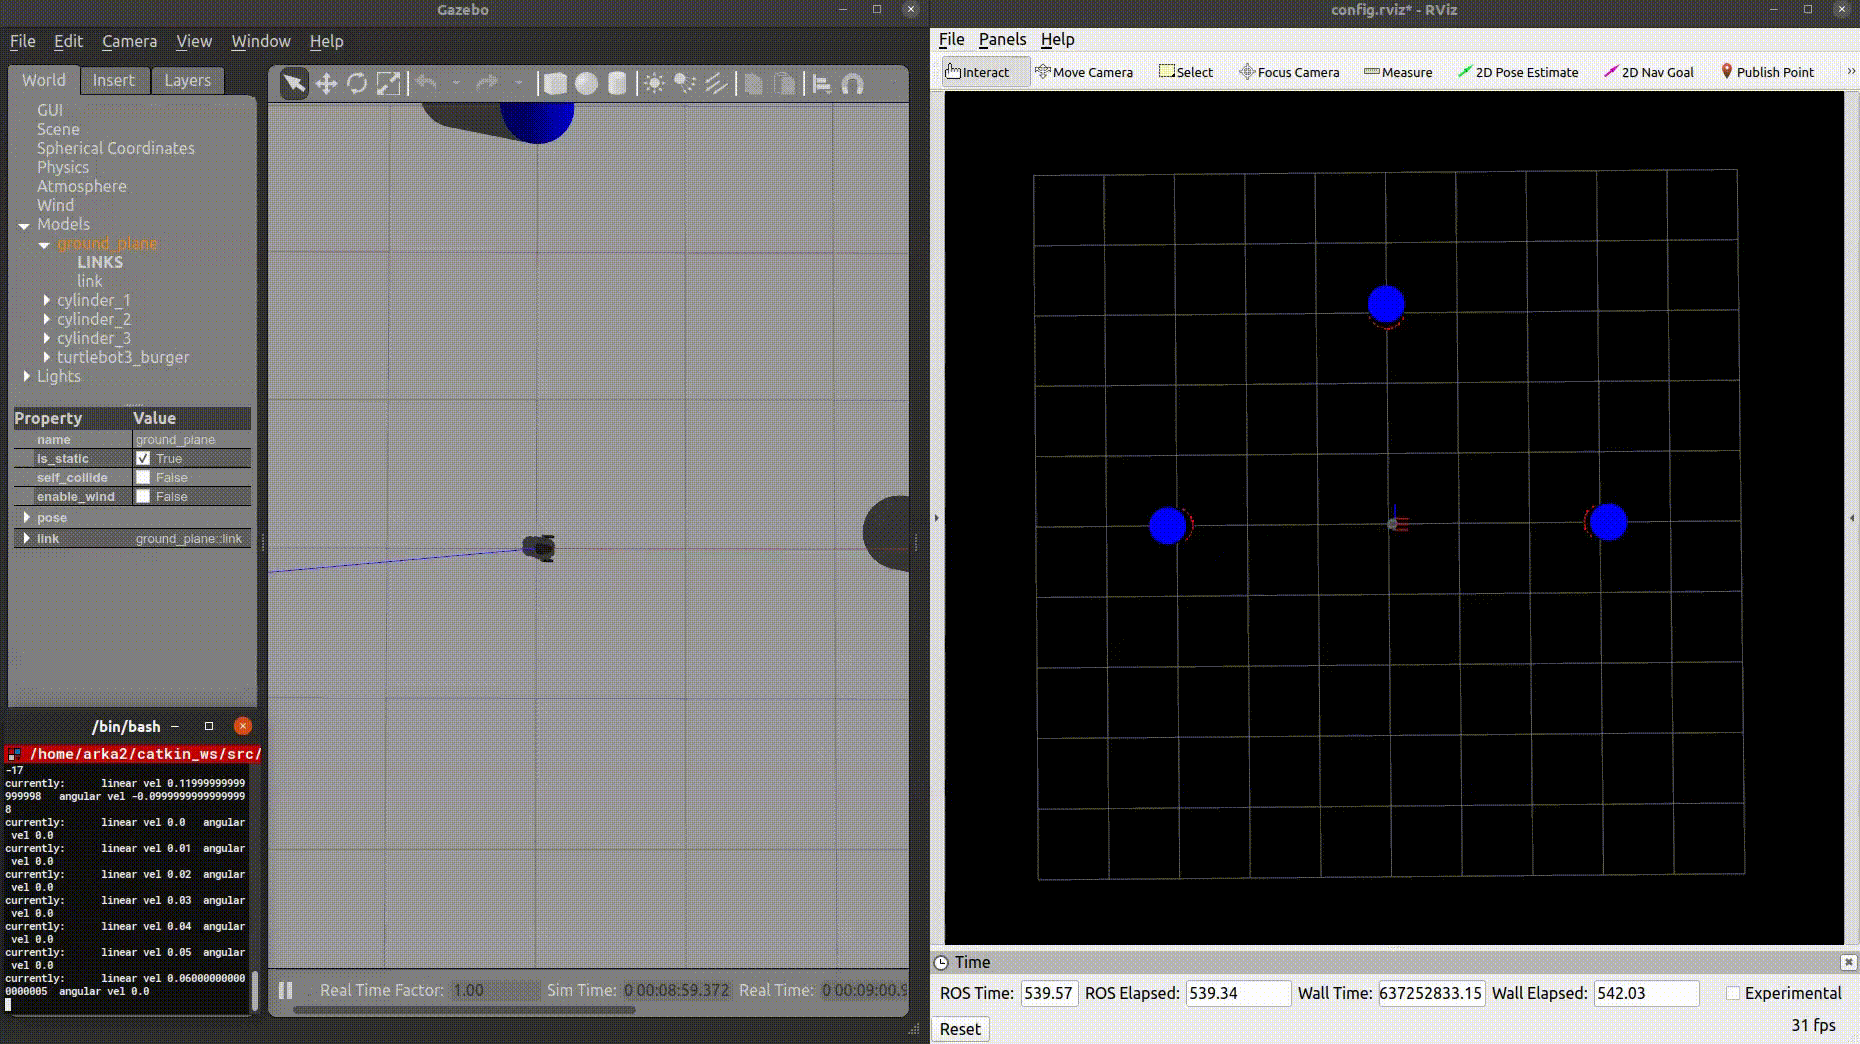 Gazebo
File Edit Camera View Window Help
World Insert Layers
GUI
Scene
Spherical Coordinates
Physics
Atmosphere
Wind
Models
ground_plane
LINKS
link
cylinder_1
cylinder_2
cylinder_3
turtlebot3_burger
Lights
Property Value
name ground_plane
is_static True
self_collide False
enable_wind False
pose
link ground_plane::link
/bin/bash
/home/arka2/catkin_ws/src/
-17
currently: linear vel 0.11999999999
999998 angular vel -0.0999999999999999
8
currently: linear vel 0.0 angular
vel 0.0
currently: linear vel 0.01 angular
vel 0.0
currently: linear vel 0.02 angular
vel 0.0
currently: linear vel 0.03 angular
vel 0.0
currently: linear vel 0.04 angular
vel 0.0
currently: linear vel 0.05 angular
vel 0.0
currently: linear vel 0.06000000000
0000005 angular vel 0.0
Real Time Factor: 1.00 Sim Time: 0 00:08:59.372 Real Time: 0 00:09:00.9
config.rviz* - RViz
File Panels Help
Interact Move Camera Select Focus Camera Measure 2D Pose Estimate 2D Nav Goal Publish Point »
Time
ROS Time: 539.57 ROS Elapsed: 539.34 Wall Time: 637252833.15 Wall Elapsed: 542.03 Experimental
Reset 31 fps